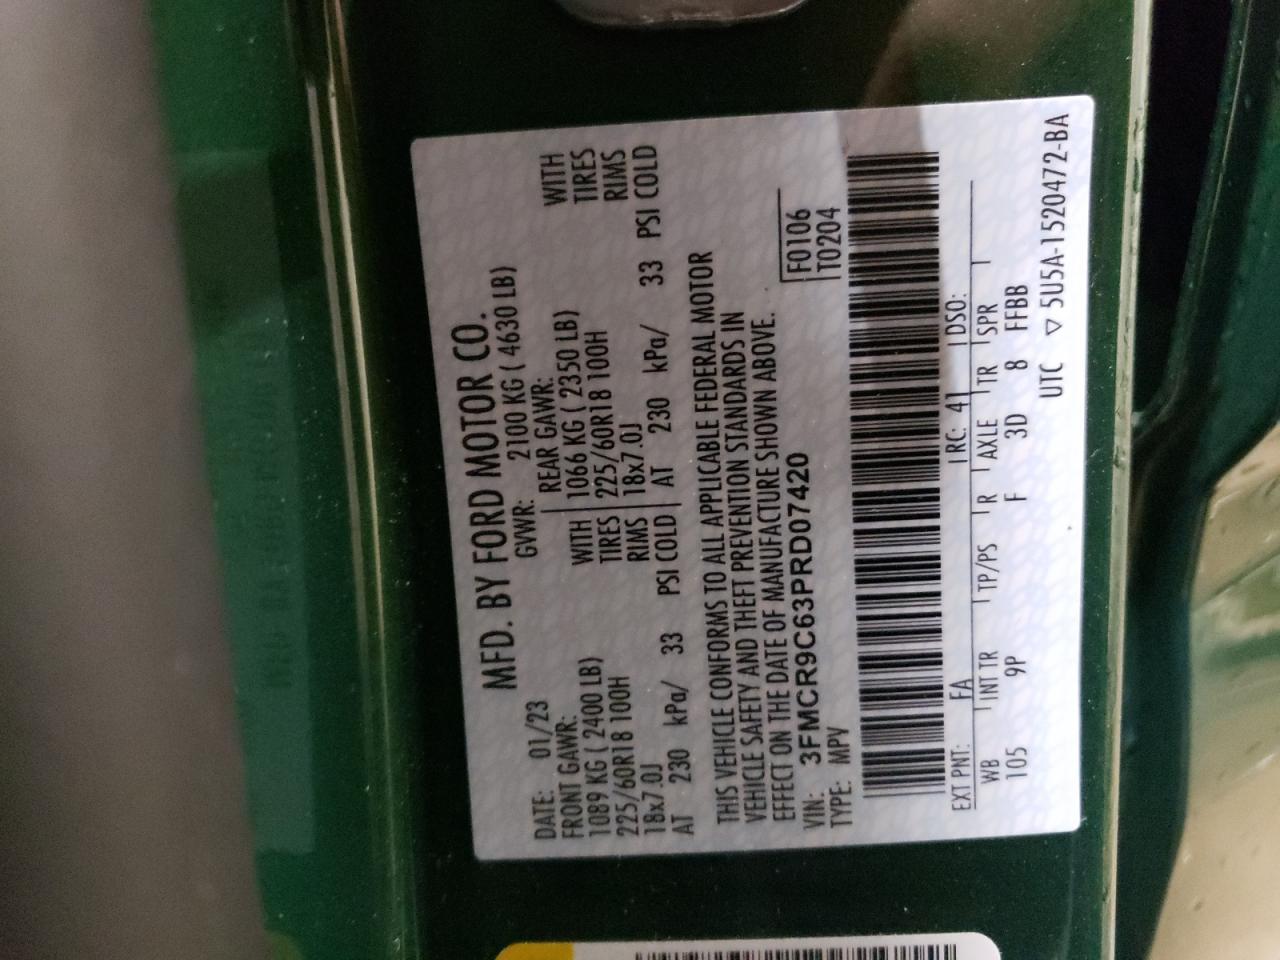 MFD. BY FORD MOTOR CO.
DATE: 01/23 GVWR: 2100 KG ( 4630 LB)
FRONT GAWR: REAR GAWR:
1089 KG ( 2400 LB) WITH 1066 KG ( 2350 LB) WITH
225/60R18 100H TIRES 225/60R18 100H TIRES
18x7.0J RIMS 18x7.0J RIMS
AT 230 kPa/ 33 PSI COLD AT 230 kPa/ 33 PSI COLD
THIS VEHICLE CONFORMS TO ALL APPLICABLE FEDERAL MOTOR
VEHICLE SAFETY AND THEFT PREVENTION STANDARDS IN
EFFECT ON THE DATE OF MANUFACTURE SHOWN ABOVE.
VIN: 3FMCR9C63PRD07420 F0106
TYPE: MPV T0204
EXT PNT: FA RC: 41 DSO:
WB INT TR TP/PS R AXLE TR SPR
105 9P F 3D 8 FFBB
UTC ▽ 5U5A-1520472-BA